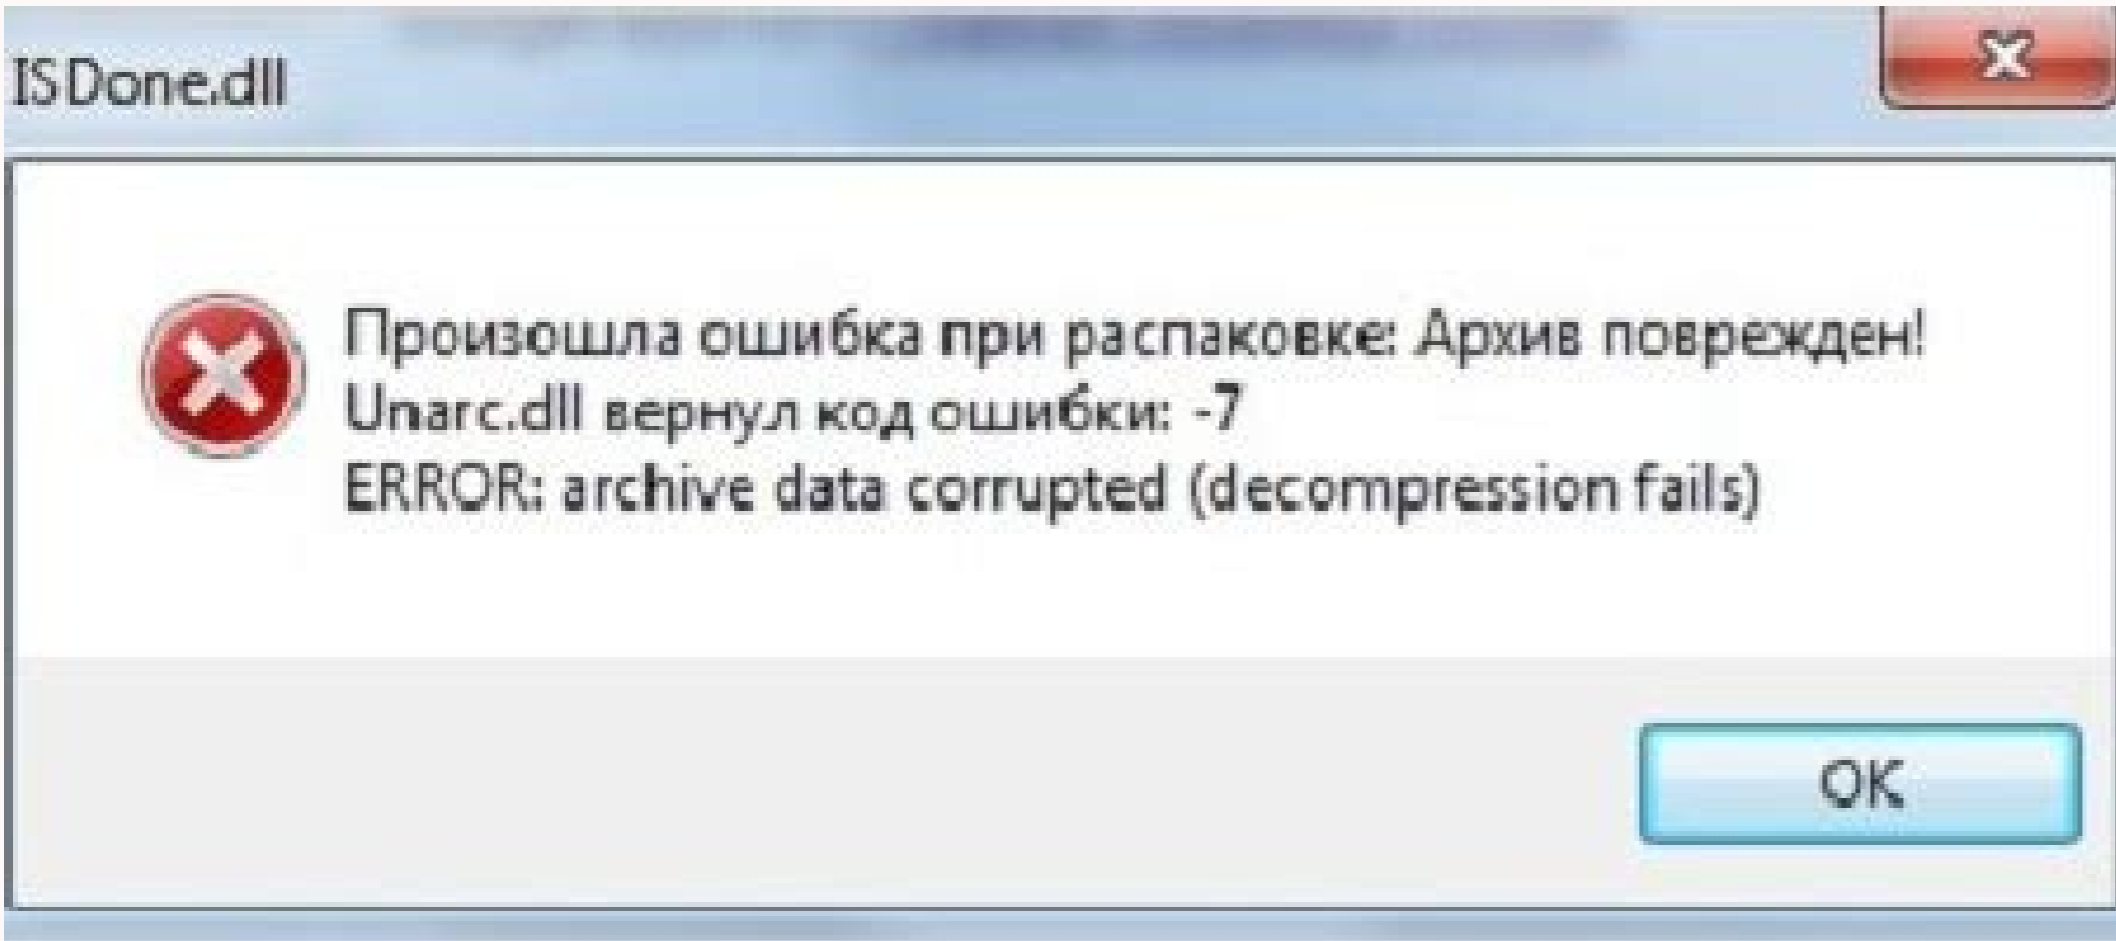 ISDone.dll
Произошла ошибка при распаковке: Архив поврежден!
Unarc.dll вернул код ошибки: -7
ERROR: archive data corrupted (decompression fails)
OK